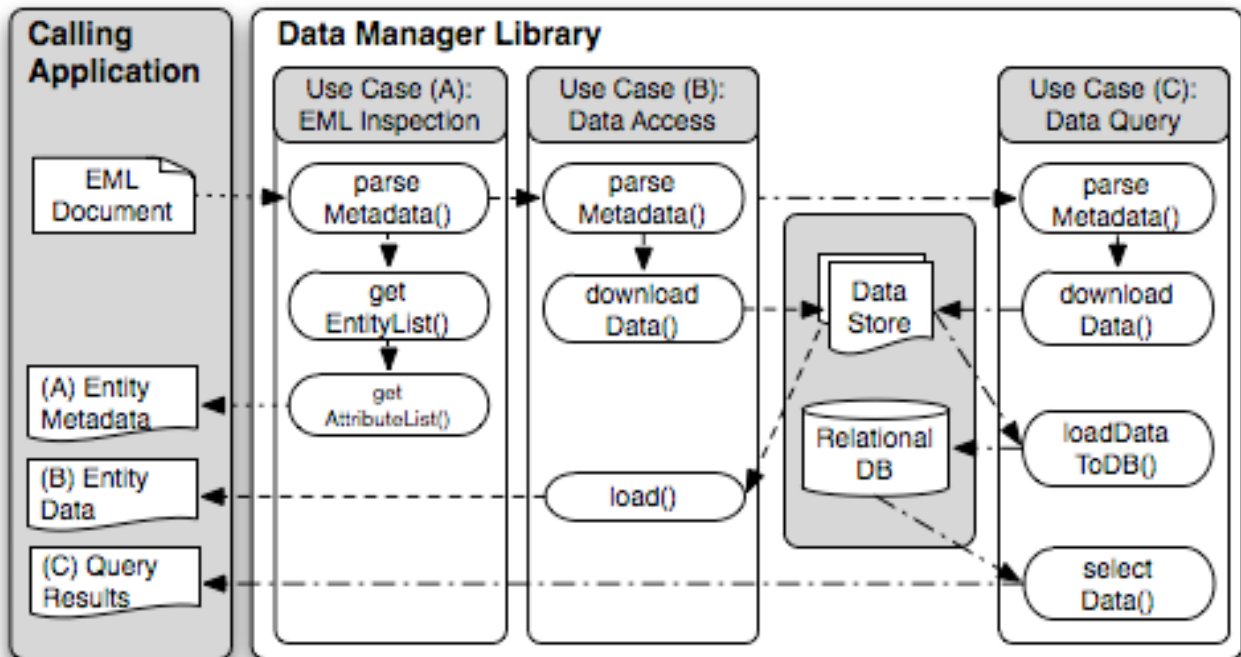 Calling
Application
EML
Document
(A) Entity
Metadata
(B) Entity
Data
(C) Query
Results
Data Manager Library
Use Case (A):
EML Inspection
parse
Metadata()
get
EntityList()
get
AttributeList()
Use Case (B):
Data Access
parse
Metadata()
download
Data()
load()
Data
Store
Relational
DB
Use Case (C):
Data Query
parse
Metadata()
download
Data()
loadData
ToDB()
select
Data()